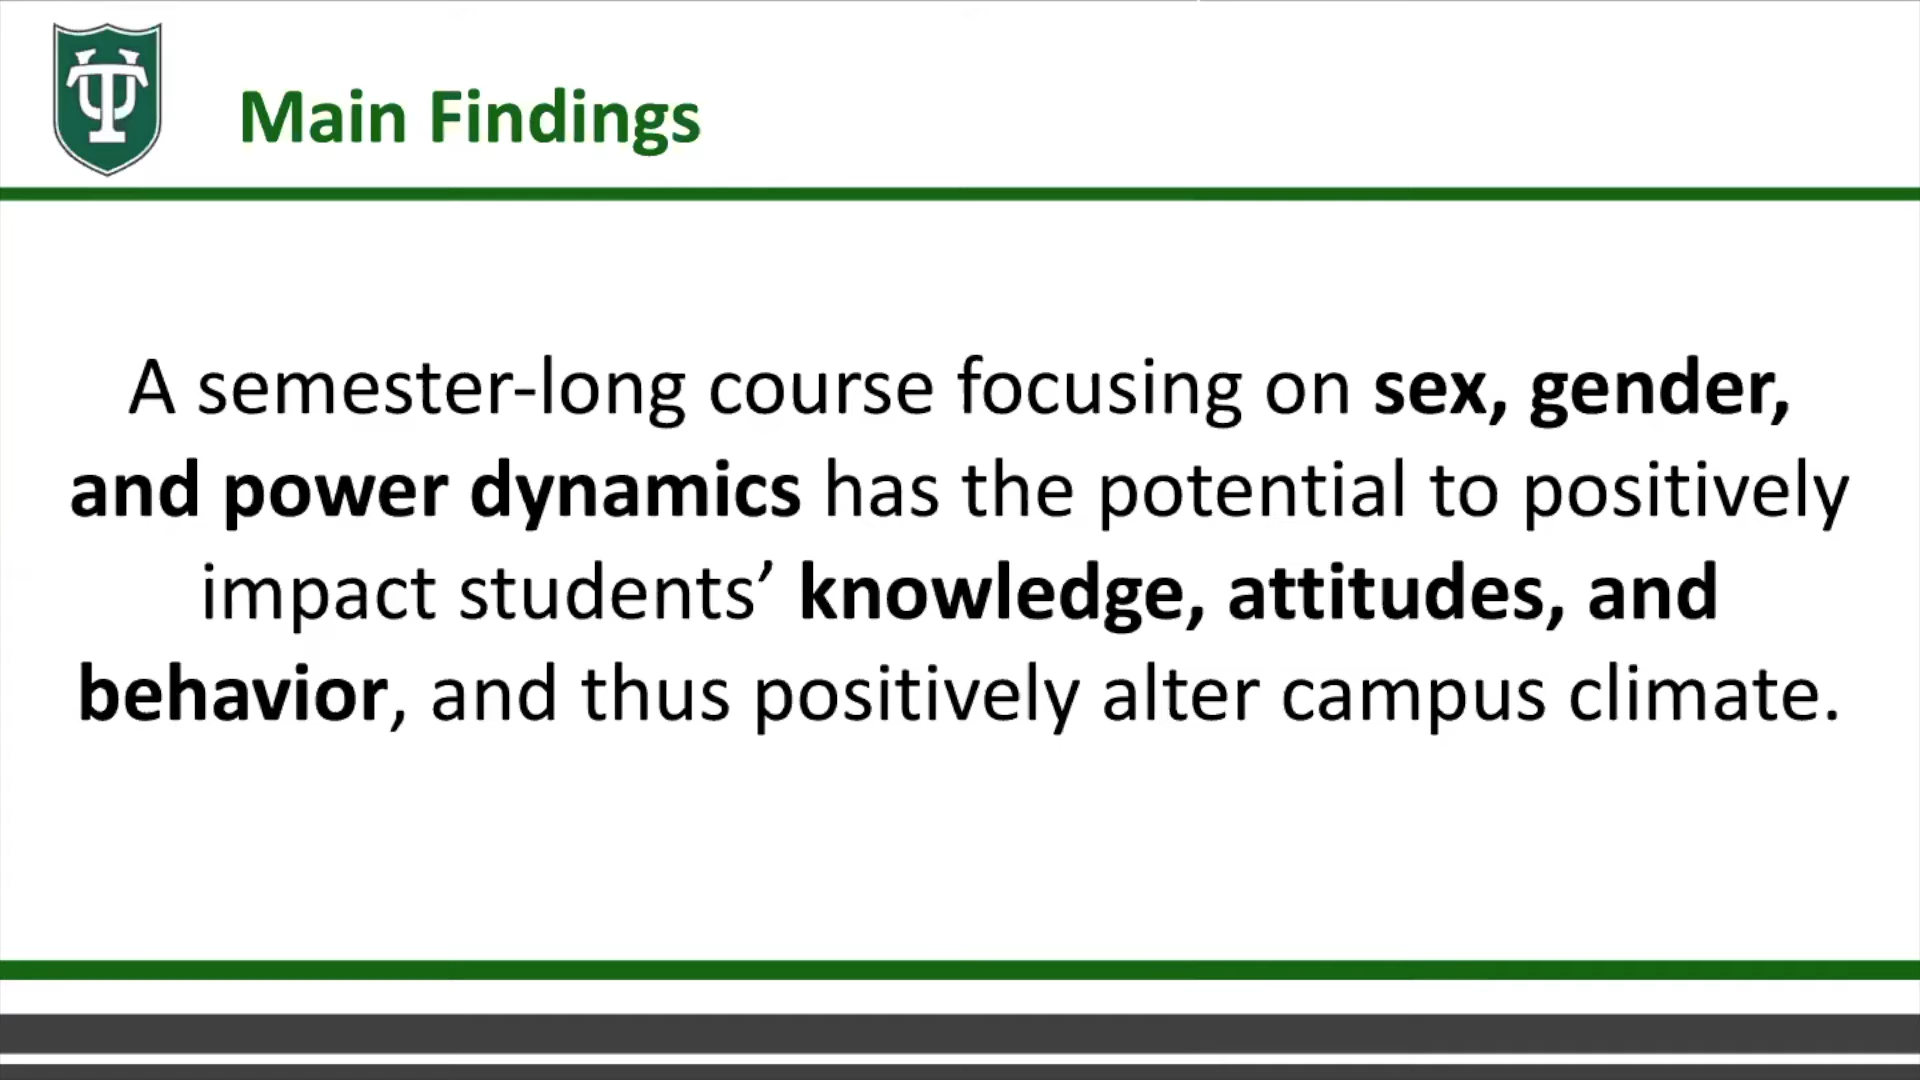 Main Findings
A semester-long course focusing on sex, gender,
and power dynamics has the potential to positively
impact students’ knowledge, attitudes, and
behavior, and thus positively alter campus climate.